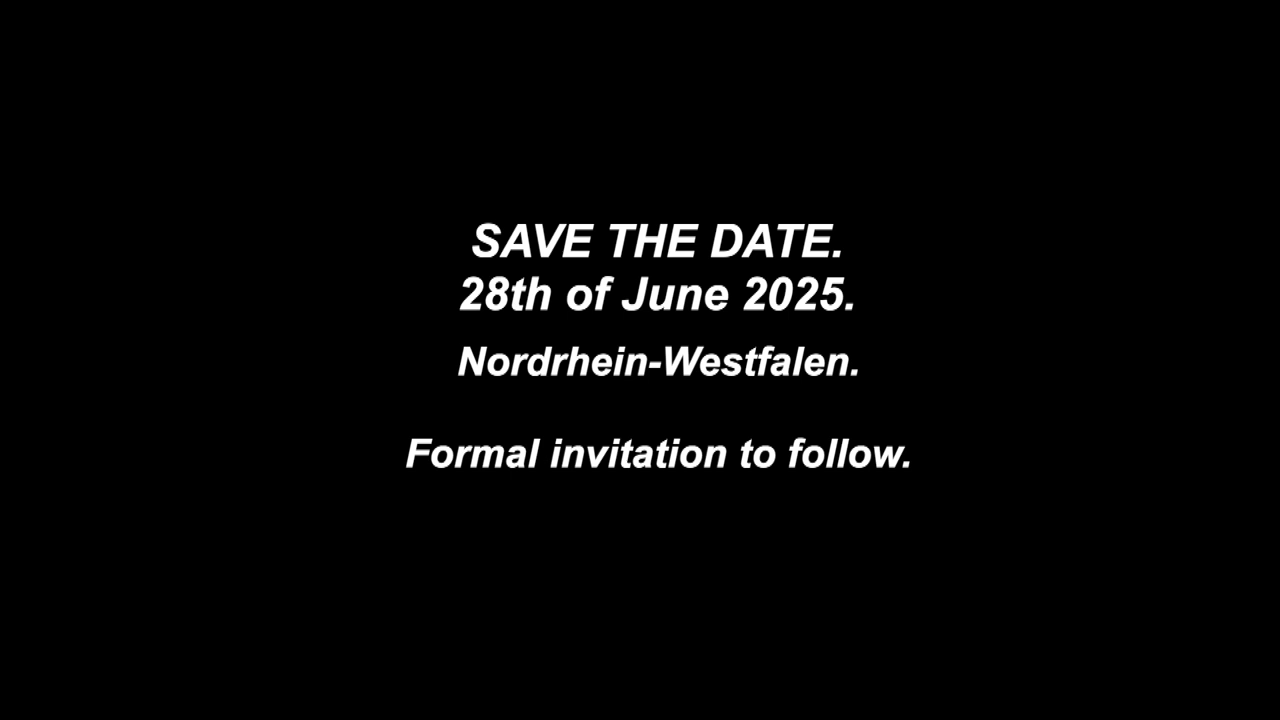 SAVE THE DATE.
28th of June 2025.
Nordrhein-Westfalen.
Formal invitation to follow.